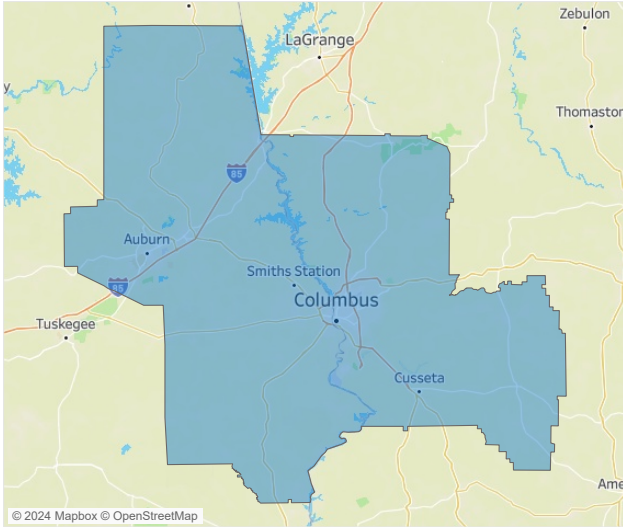 Zebulon
LaGrange
y
Thomaston
85
Auburn
Smiths Station
85
Columbus
Tuskegee
Cusseta
Ame
© 2024 Mapbox © OpenStreetMap